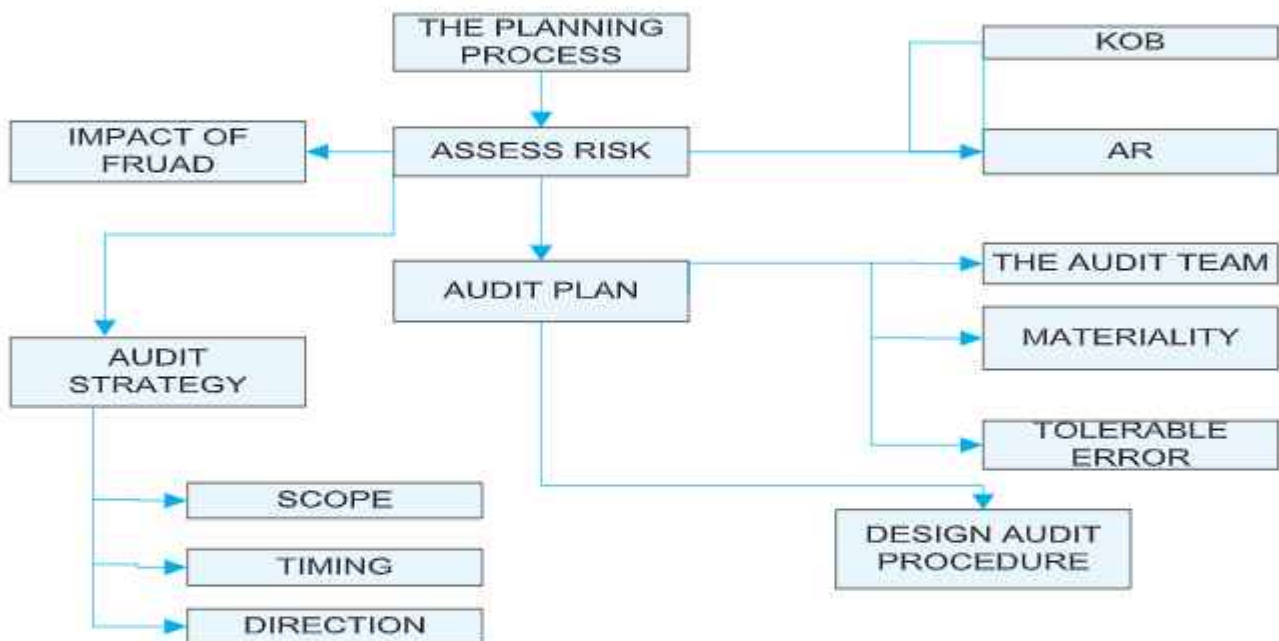 THE PLANNING
PROCESS
KOB
IMPACT OF
FRUAD
ASSESS RISK
AR
AUDIT PLAN
THE AUDIT TEAM
MATERIALITY
AUDIT
STRATEGY
TOLERABLE
ERROR
SCOPE
DESIGN AUDIT
PROCEDURE
TIMING
DIRECTION